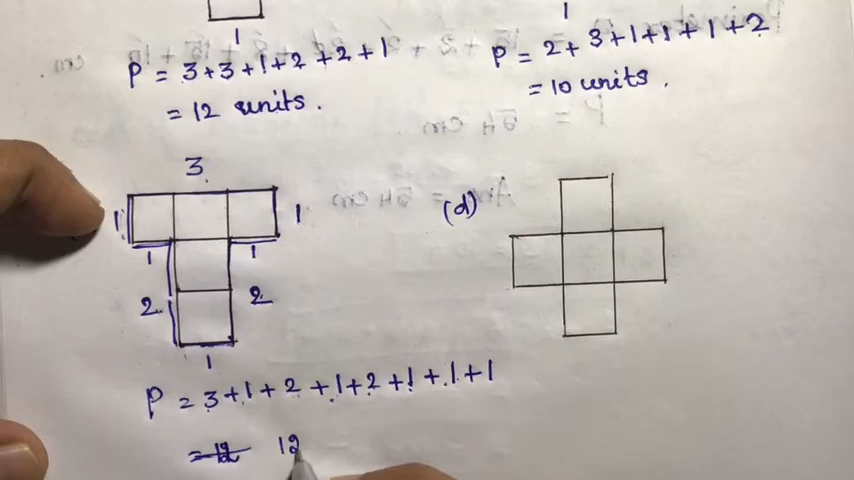 1
1
P = 3+3+1+2+2+1
= 12 units.
P = 2+3+1+1+1+2
= 10 units.
3
1
1
(d)
1
1
2
2
1
P = 3+1+2+1+2+1+1+1
= 12